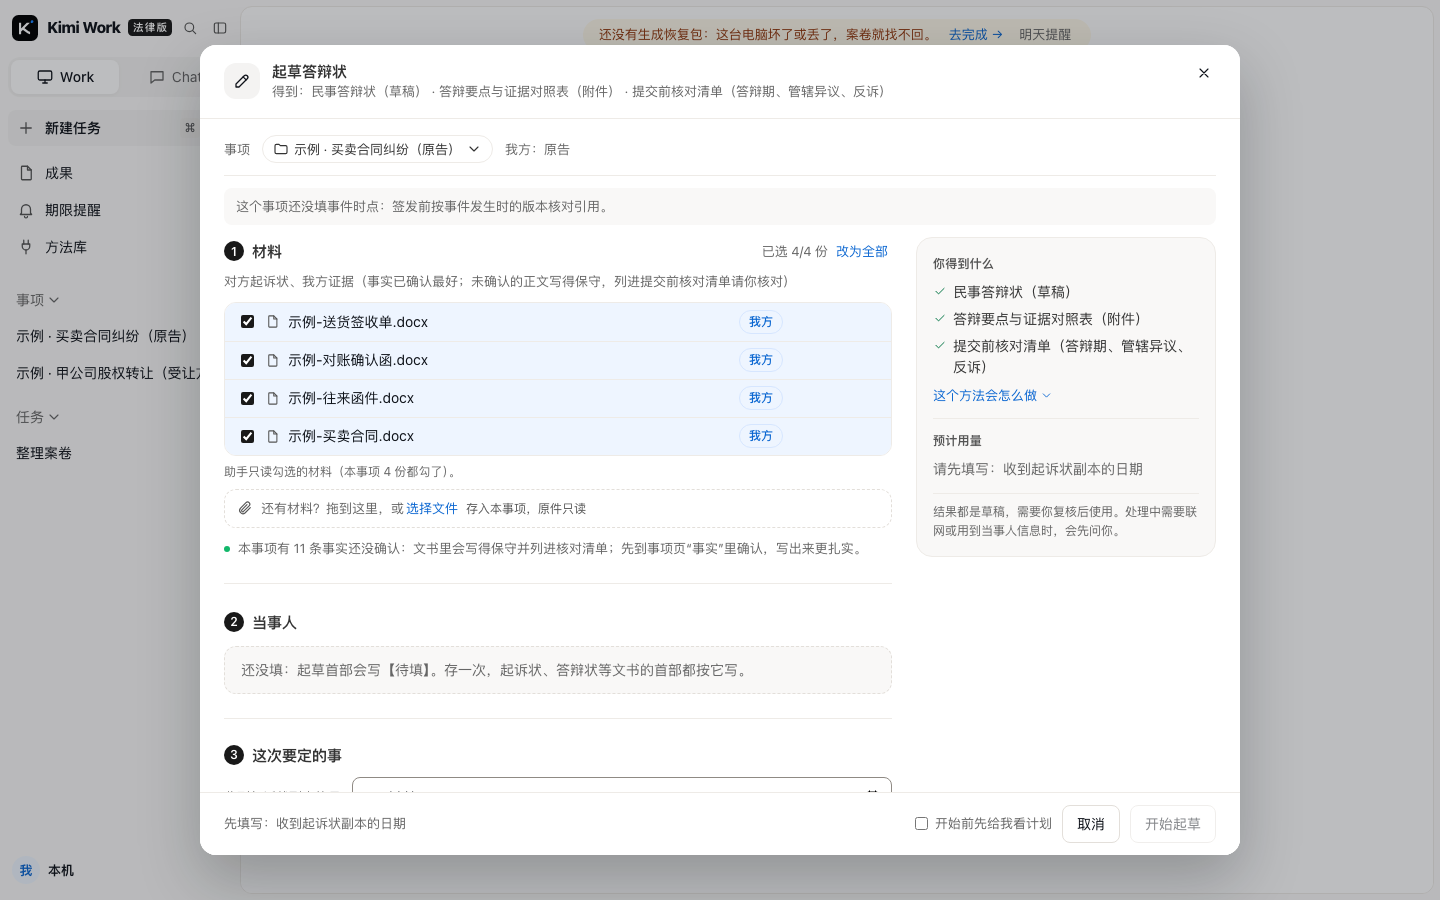 Kimi Work 法律版
还没有生成恢复包：这台电脑坏了或丢了，案卷就找不回。 去完成 → 明天提醒
Work
Chat
新建任务 ⌘
成果
期限提醒
方法库
事项
示例 · 买卖合同纠纷（原告）
示例 · 甲公司股权转让（受让
任务
整理案卷
我 本机
起草答辩状
得到：民事答辩状（草稿） · 答辩要点与证据对照表（附件） · 提交前核对清单（答辩期、管辖异议、反诉）
事项 示例 · 买卖合同纠纷（原告） 我方：原告
这个事项还没填事件时点：签发前按事件发生时的版本核对引用。
1 材料 已选 4/4 份 改为全部
对方起诉状、我方证据（事实已确认最好；未确认的正文写得保守，列进提交前核对清单请你核对）
示例-送货签收单.docx 我方
示例-对账确认函.docx 我方
示例-往来函件.docx 我方
示例-买卖合同.docx 我方
助手只读勾选的材料（本事项 4 份都勾了）。
还有材料？拖到这里，或 选择文件 存入本事项，原件只读
本事项有 11 条事实还没确认：文书里会写得保守并列进核对清单；先到事项页“事实”里确认，写出来更扎实。
2 当事人
还没填：起草首部会写【待填】。存一次，起诉状、答辩状等文书的首部都按它写。
3 这次要定的事
你得到什么
民事答辩状（草稿）
答辩要点与证据对照表（附件）
提交前核对清单（答辩期、管辖异议、
反诉）
这个方法会怎么做
预计用量
请先填写：收到起诉状副本的日期
结果都是草稿，需要你复核后使用。处理中需要联
网或用到当事人信息时，会先问你。
先填写：收到起诉状副本的日期
开始前先给我看计划 取消 开始起草